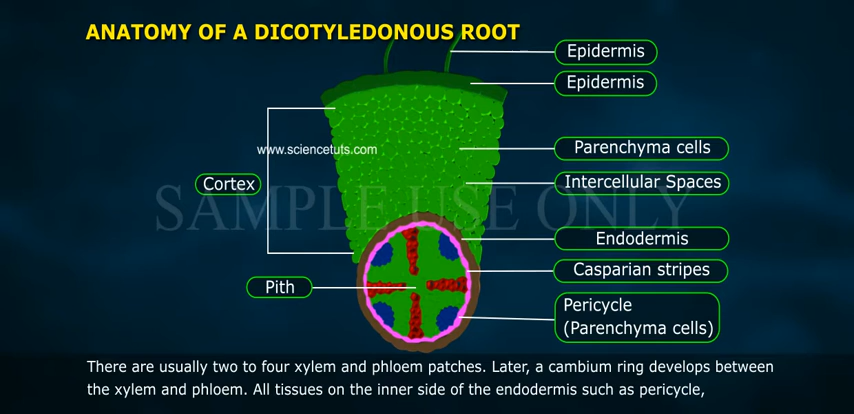 ANATOMY OF A DICOTYLEDONOUS ROOT
Epidermis
Epidermis
www.sciencetuts.com
Parenchyma cells
Cortex
Intercellular Spaces
SAMPLE USE ONLY
Endodermis
Casparian stripes
Pith
Pericycle
(Parenchyma cells)
There are usually two to four xylem and phloem patches. Later, a cambium ring develops between
the xylem and phloem. All tissues on the inner side of the endodermis such as pericycle,